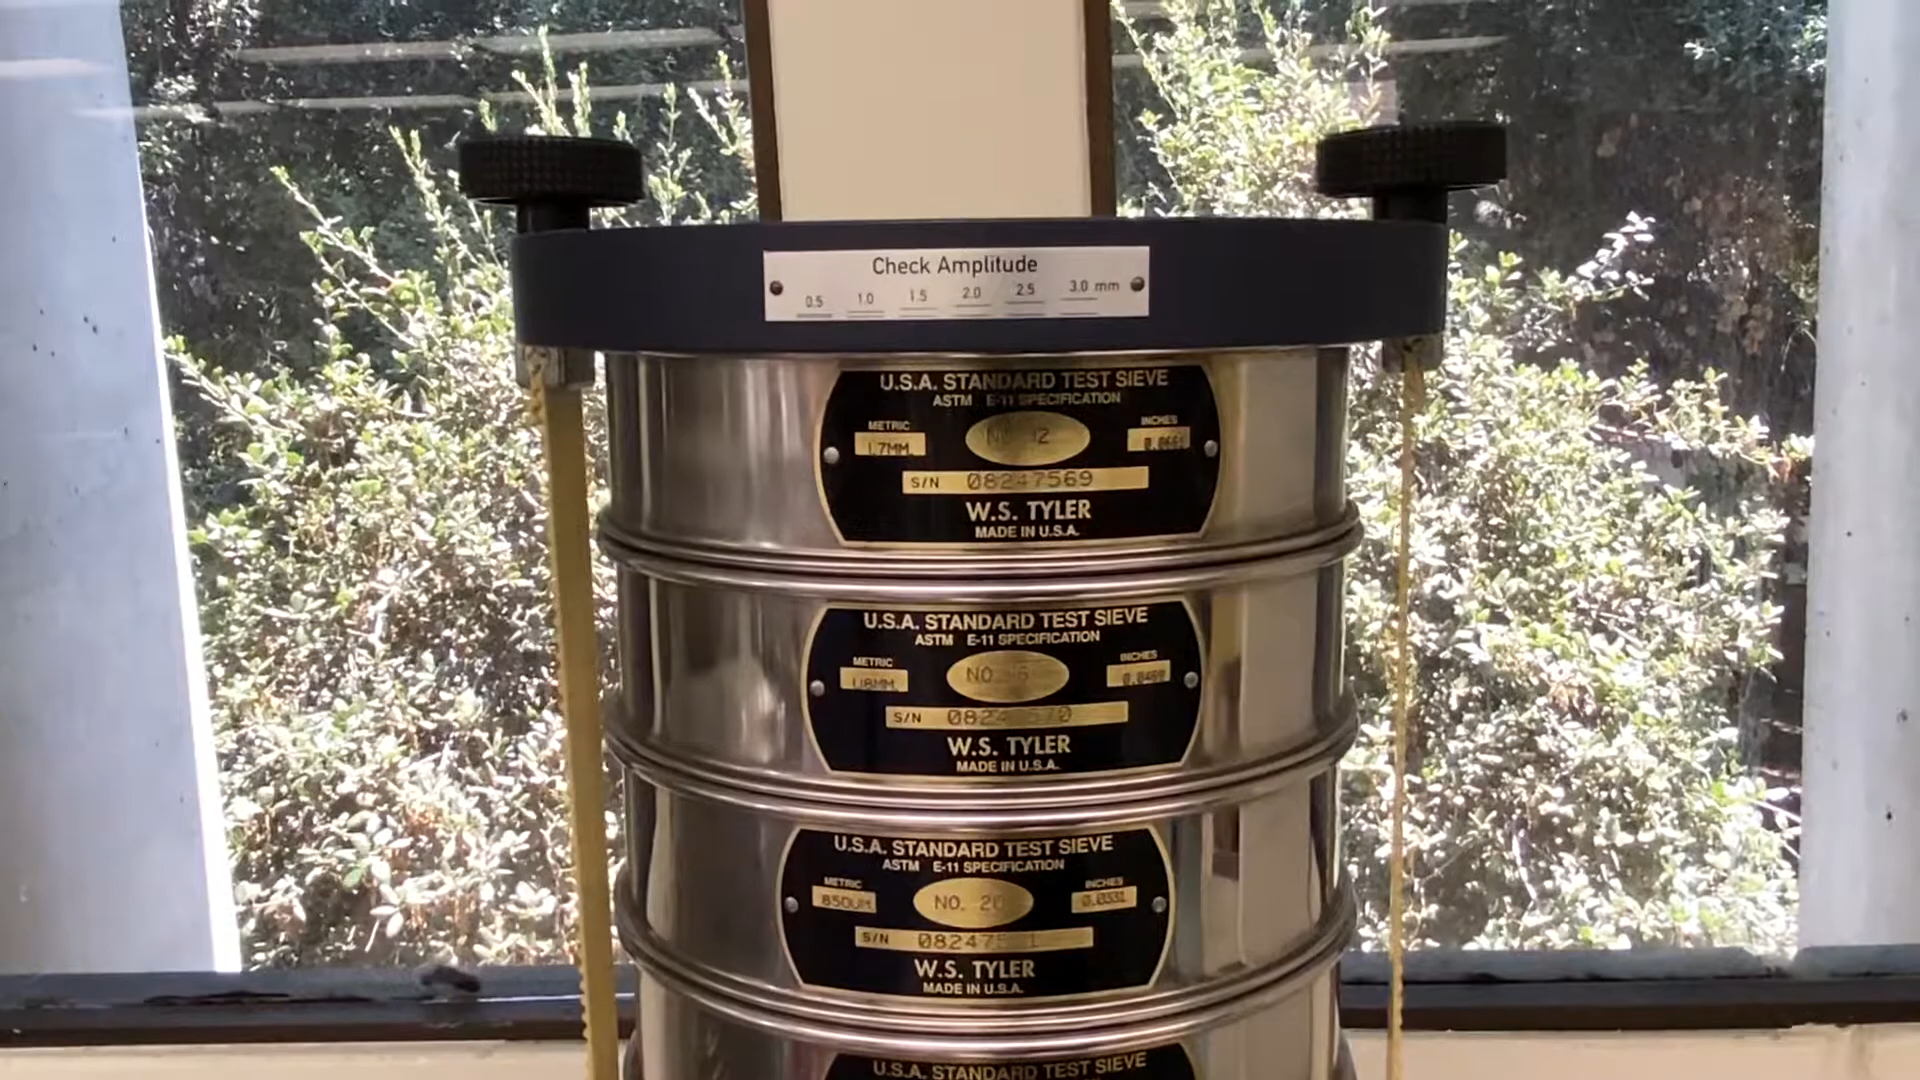 Check Amplitude
0.5 1.0 1.5 2.0 2.5 3.0 mm
U.S.A. STANDARD TEST SIEVE
ASTM E-11 SPECIFICATION
METRIC INCHES
1.7MM 0.0661
S/N 08247569
W.S. TYLER
MADE IN U.S.A.
U.S.A. STANDARD TEST SIEVE
ASTM E-11 SPECIFICATION
METRIC INCHES
NO.
S/N
W.S. TYLER
MADE IN U.S.A.
U.S.A. STANDARD TEST SIEVE
ASTM E-11 SPECIFICATION
METRIC INCHES
850UM NO. 20 0.0331
S/N
W.S. TYLER
MADE IN U.S.A.
U.S.A. STANDARD TEST SIEVE